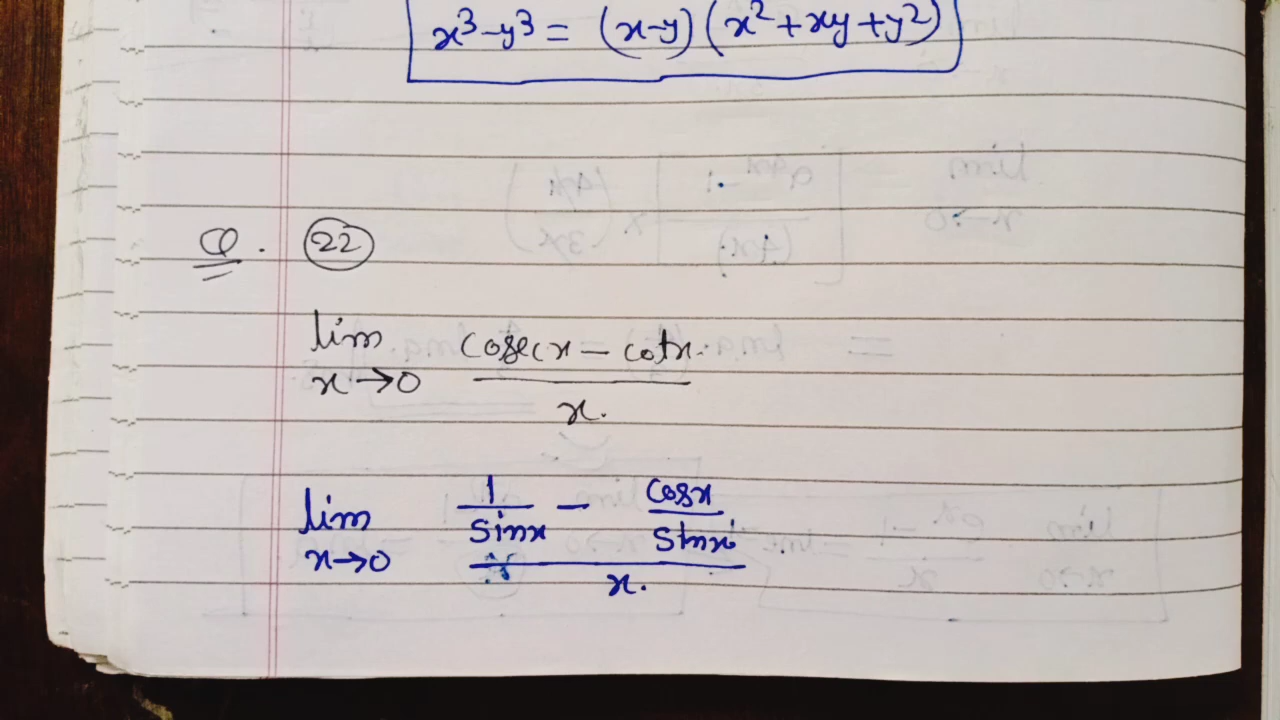 x³-y³ = (x-y)(x²+xy+y²)
Q. 22
lim x→0 (cosecx - cotx)/x.
lim x→0 (1/sinx - cosx/sinx)/x.